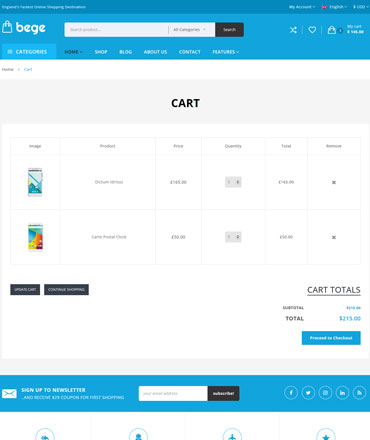 England's Fastest Online Shopping Destination
My Account English $ USD
bege
Search product... All Categories Search
My cart
$ 146.00
CATEGORIES HOME SHOP BLOG ABOUT US CONTACT FEATURES
Home Cart
CART
Image Product Price Quantity Total Remove
Dictum Idrisus £165.00 1 £165.00
Carte Postal Clock £50.00 1 £50.00
UPDATE CART CONTINUE SHOPPING
CART TOTALS
SUBTOTAL $215.00
TOTAL $215.00
Proceed to Checkout
SIGN UP TO NEWSLETTER
...AND RECEIVE $29 COUPON FOR FIRST SHOPPING
your email address subscribe!